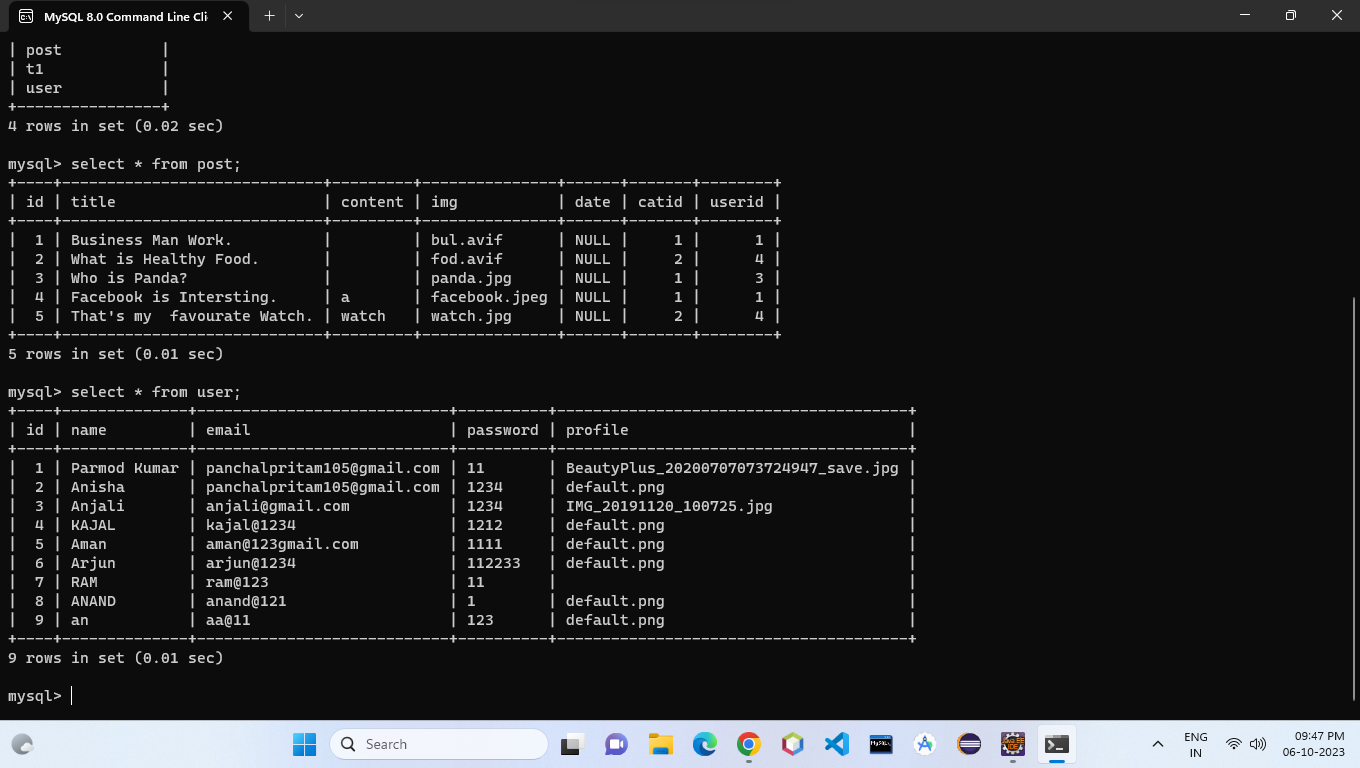 MySQL 8.0 Command Line Cli
| post           |
| t1             |
| user           |
+----------------+
4 rows in set (0.02 sec)
mysql> select * from post;
+----+-----------------------------+---------+---------------+------+-------+--------+
| id | title                       | content | img           | date | catid | userid |
+----+-----------------------------+---------+---------------+------+-------+--------+
|  1 | Business Man Work.          |         | bul.avif      | NULL |     1 |      1 |
|  2 | What is Healthy Food.       |         | fod.avif      | NULL |     2 |      4 |
|  3 | Who is Panda?               |         | panda.jpg     | NULL |     1 |      3 |
|  4 | Facebook is Intersting.     | a       | facebook.jpeg | NULL |     1 |      1 |
|  5 | That's my  favourate Watch. | watch   | watch.jpg     | NULL |     2 |      4 |
+----+-----------------------------+---------+---------------+------+-------+--------+
5 rows in set (0.01 sec)
mysql> select * from user;
+----+--------------+----------------------------+----------+---------------------------------------+
| id | name         | email                      | password | profile                               |
+----+--------------+----------------------------+----------+---------------------------------------+
|  1 | Parmod Kumar | panchalpritam105@gmail.com | 11       | BeautyPlus_20200707073724947_save.jpg |
|  2 | Anisha       | panchalpritam105@gmail.com | 1234     | default.png                           |
|  3 | Anjali       | anjali@gmail.com           | 1234     | IMG_20191120_100725.jpg               |
|  4 | KAJAL        | kajal@1234                 | 1212     | default.png                           |
|  5 | Aman         | aman@123gmail.com          | 1111     | default.png                           |
|  6 | Arjun        | arjun@1234                 | 112233   | default.png                           |
|  7 | RAM          | ram@123                    | 11       |                                       |
|  8 | ANAND        | anand@121                  | 1        | default.png                           |
|  9 | an           | aa@11                      | 123      | default.png                           |
+----+--------------+----------------------------+----------+---------------------------------------+
9 rows in set (0.01 sec)
mysql>
Search
ENG
IN
09:47 PM
06-10-2023